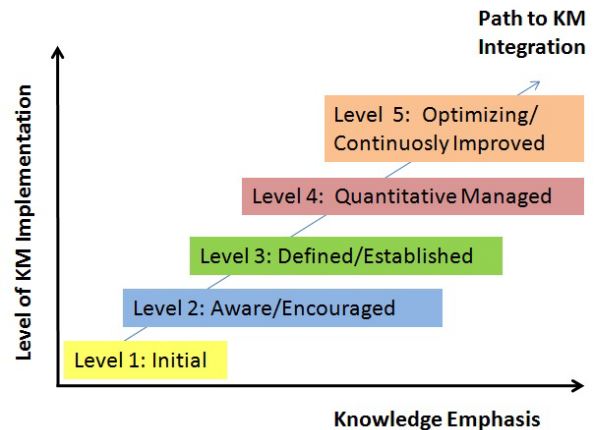 Path to KM
Integration
Level of KM Implementation
Level 5: Optimizing/
Continuosly Improved
Level 4: Quantitative Managed
Level 3: Defined/Established
Level 2: Aware/Encouraged
Level 1: Initial
Knowledge Emphasis